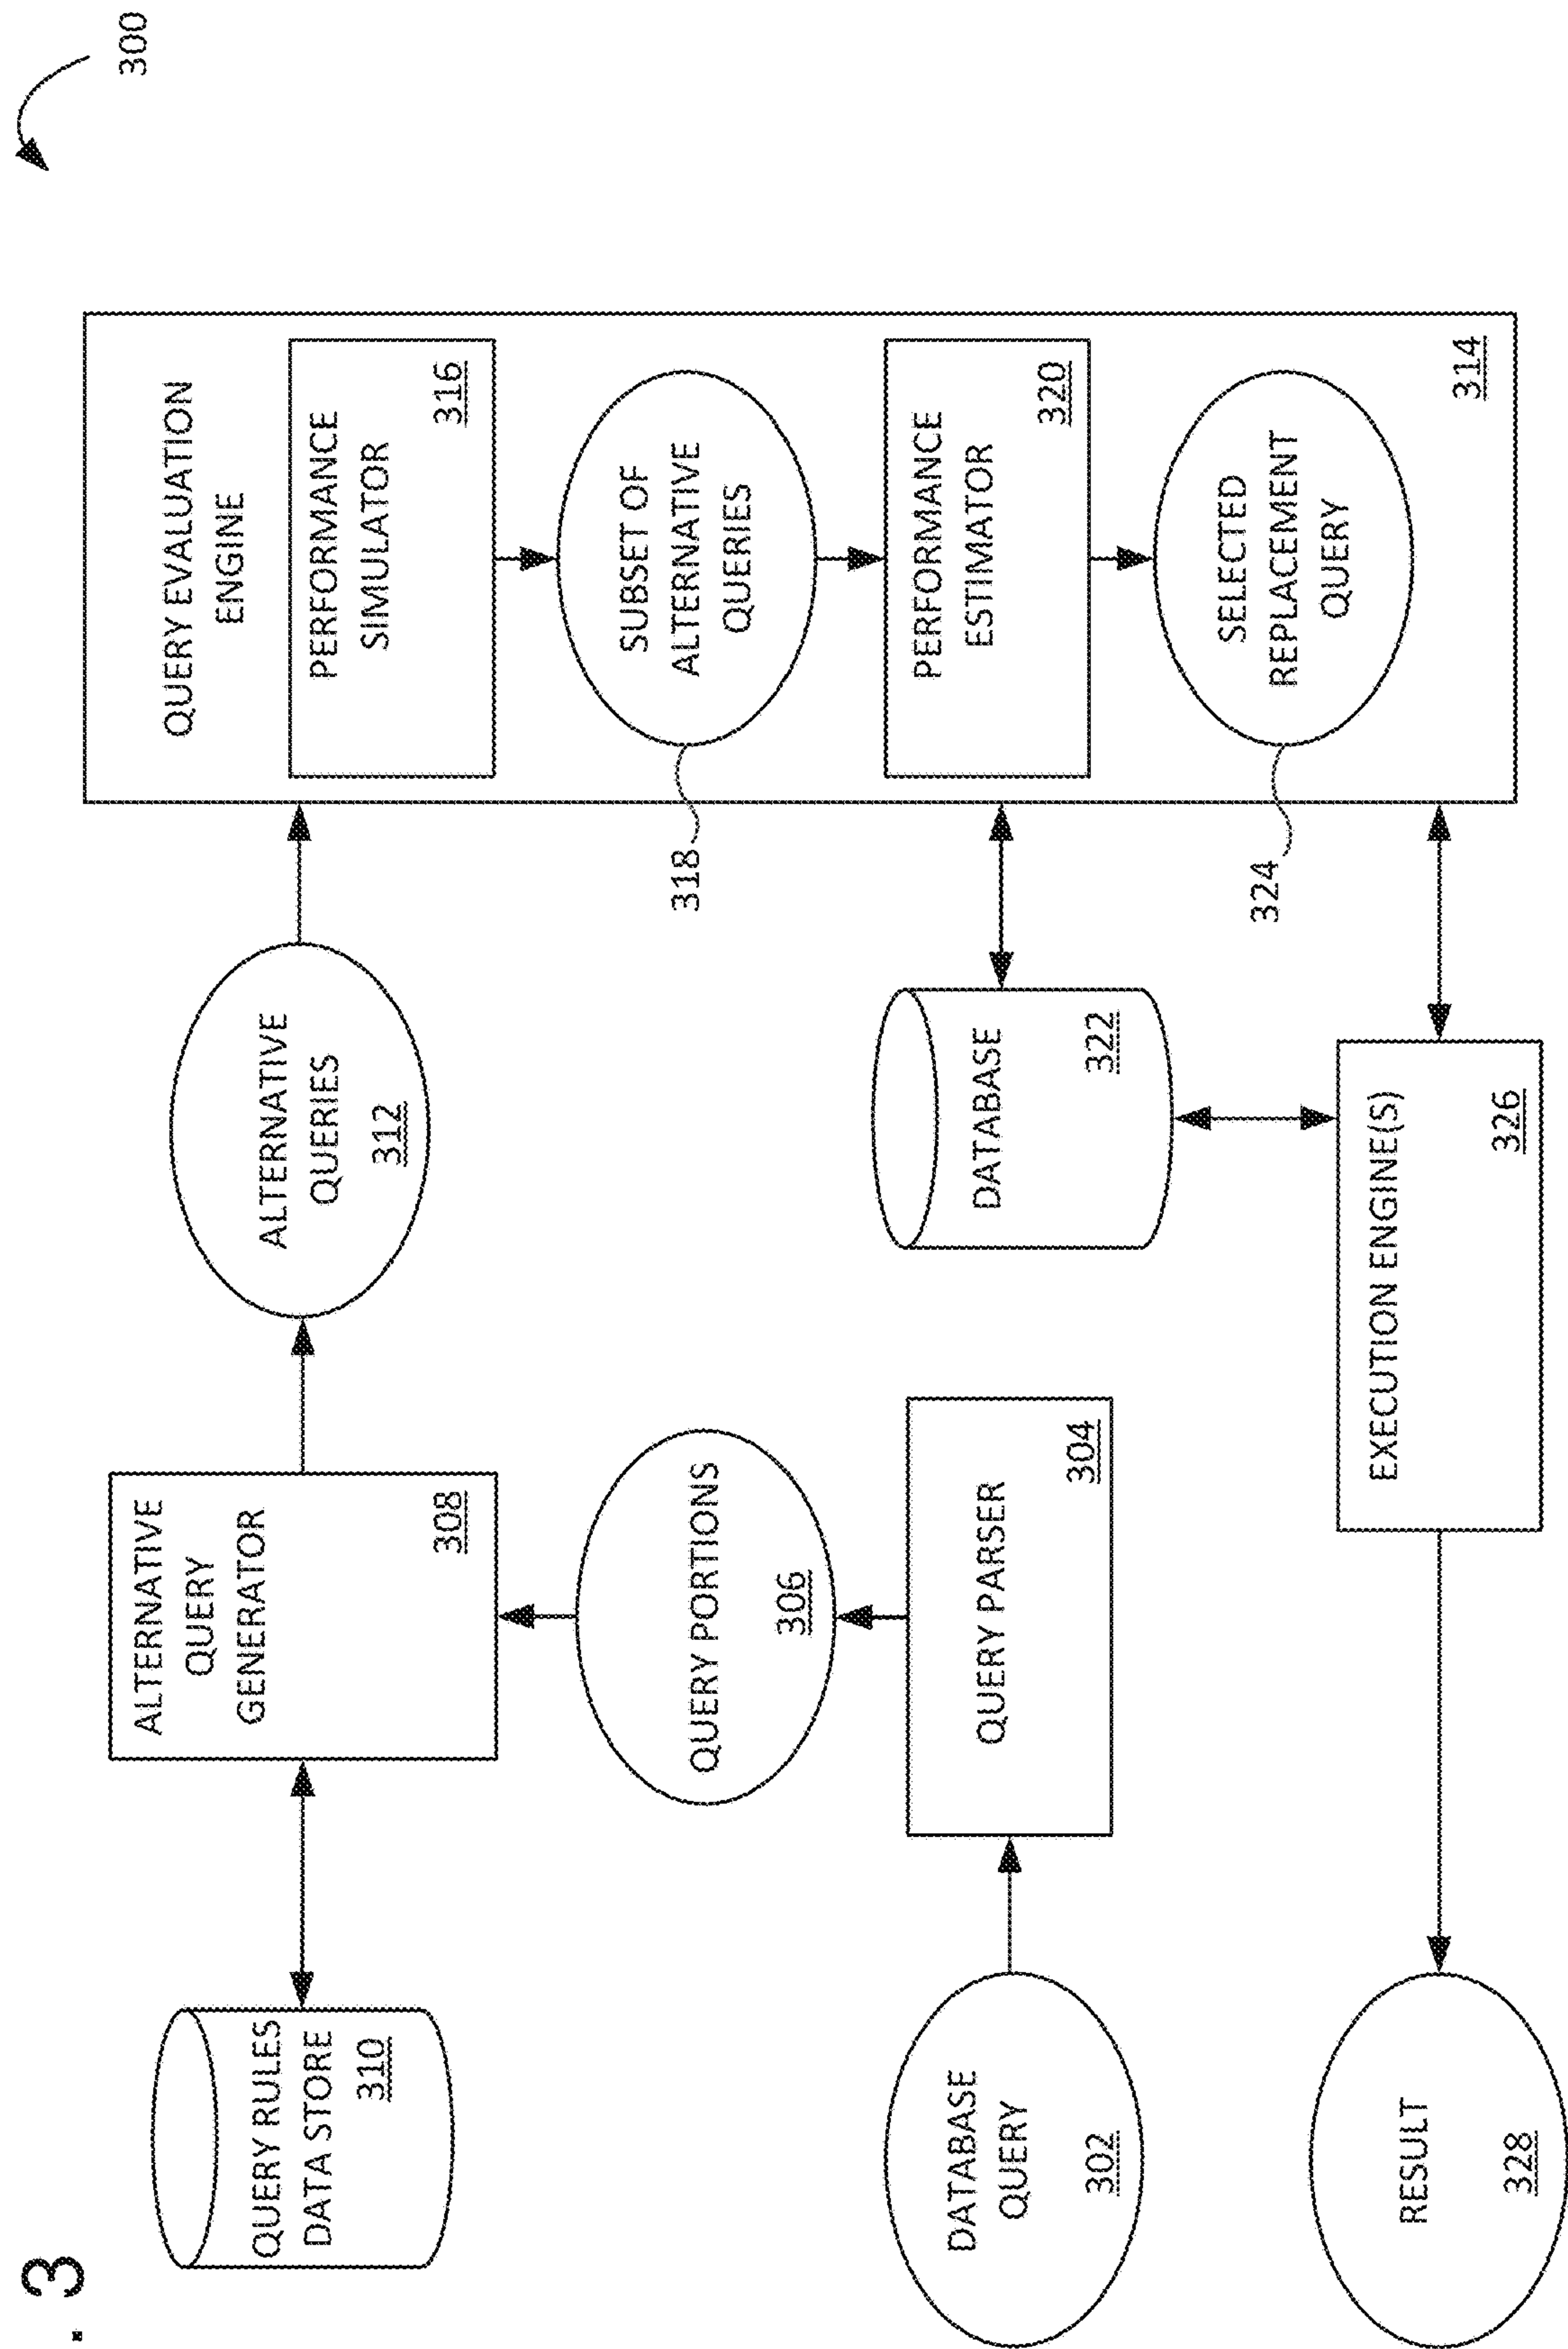 . 3
300
QUERY RULES
DATA STORE
310
ALTERNATIVE
QUERY
GENERATOR
308
ALTERNATIVE
QUERIES
312
QUERY EVALUATION
ENGINE
PERFORMANCE
SIMULATOR
316
QUERY PORTIONS
306
318
SUBSET OF
ALTERNATIVE
QUERIES
DATABASE
QUERY
302
QUERY PARSER
304
DATABASE
322
PERFORMANCE
ESTIMATOR
320
324
SELECTED
REPLACEMENT
QUERY
314
RESULT
328
EXECUTION ENGINE(S)
326